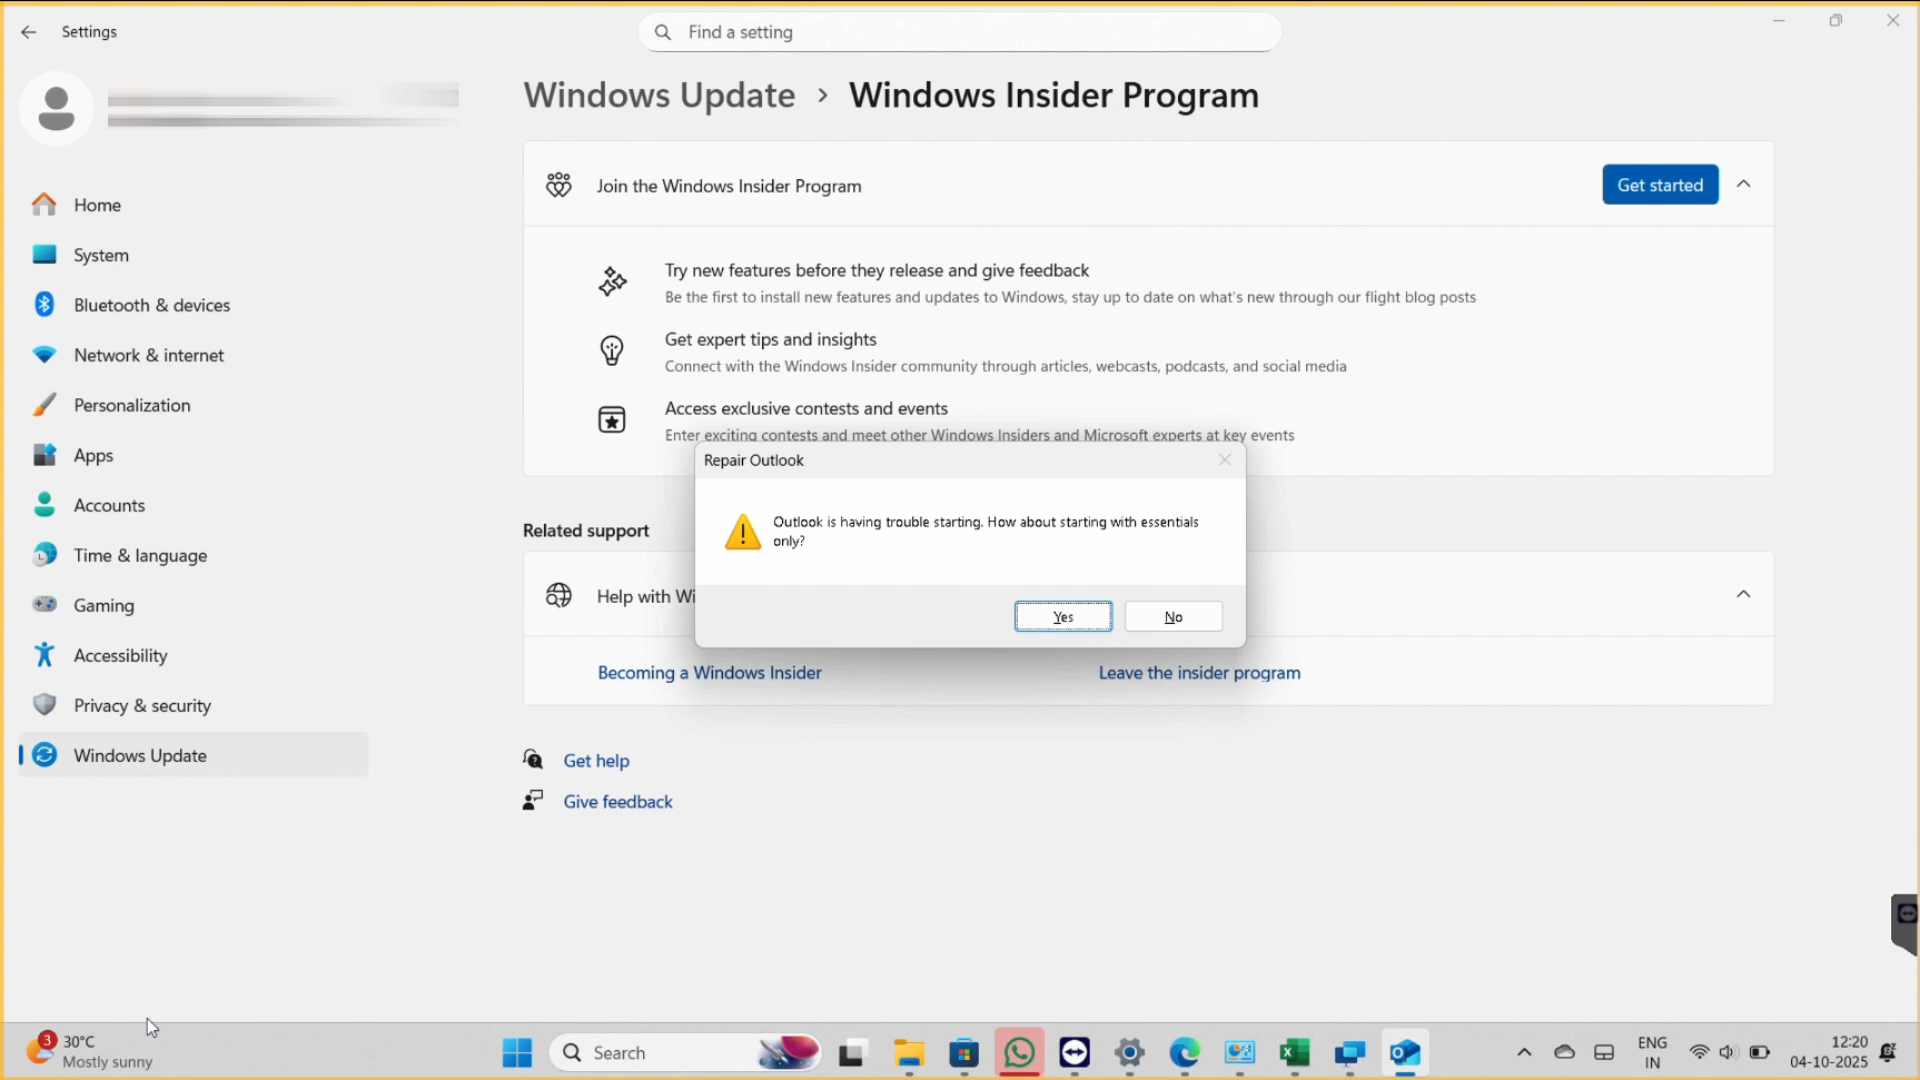 Settings
Find a setting
Windows Update > Windows Insider Program
Home
System
Bluetooth & devices
Network & internet
Personalization
Apps
Accounts
Time & language
Gaming
Accessibility
Privacy & security
Windows Update
Join the Windows Insider Program
Get started
Try new features before they release and give feedback
Be the first to install new features and updates to Windows, stay up to date on what's new through our flight blog posts
Get expert tips and insights
Connect with the Windows Insider community through articles, webcasts, podcasts, and social media
Access exclusive contests and events
Enter exciting contests and meet other Windows Insiders and Microsoft experts at key events
Repair Outlook
Outlook is having trouble starting. How about starting with essentials
only?
Yes
No
Related support
Help with Wi
Becoming a Windows Insider
Leave the insider program
Get help
Give feedback
3
30°C
Mostly sunny
Search
ENG
IN
12:20
04-10-2025